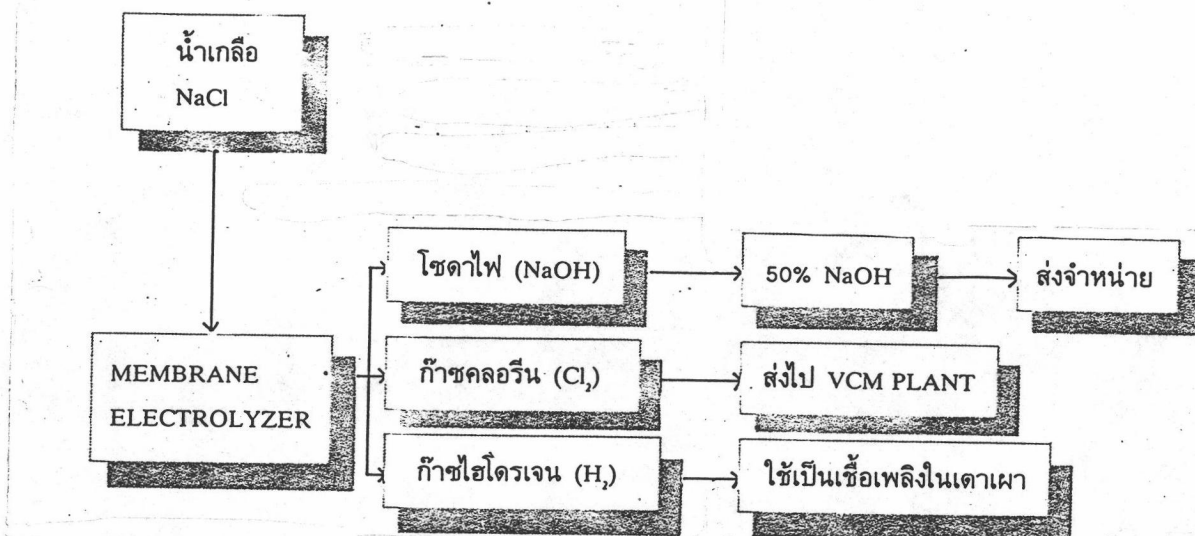 น้ำเกลือ
NaCl
MEMBRANE
ELECTROLYZER
โซดาไฟ (NaOH)
50% NaOH
ส่งจำหน่าย
ก๊าซคลอรีน (Cl₂)
ส่งไป VCM PLANT
ก๊าซไฮโดรเจน (H₂)
ใช้เป็นเชื้อเพลิงในเตาเผา